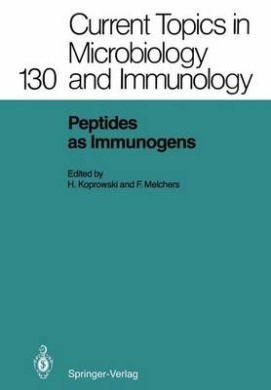 Current Topics in
Microbiology
130 and Immunology
Peptides
as Immunogens
Edited by
H. Koprowski and F. Melchers
Springer-Verlag